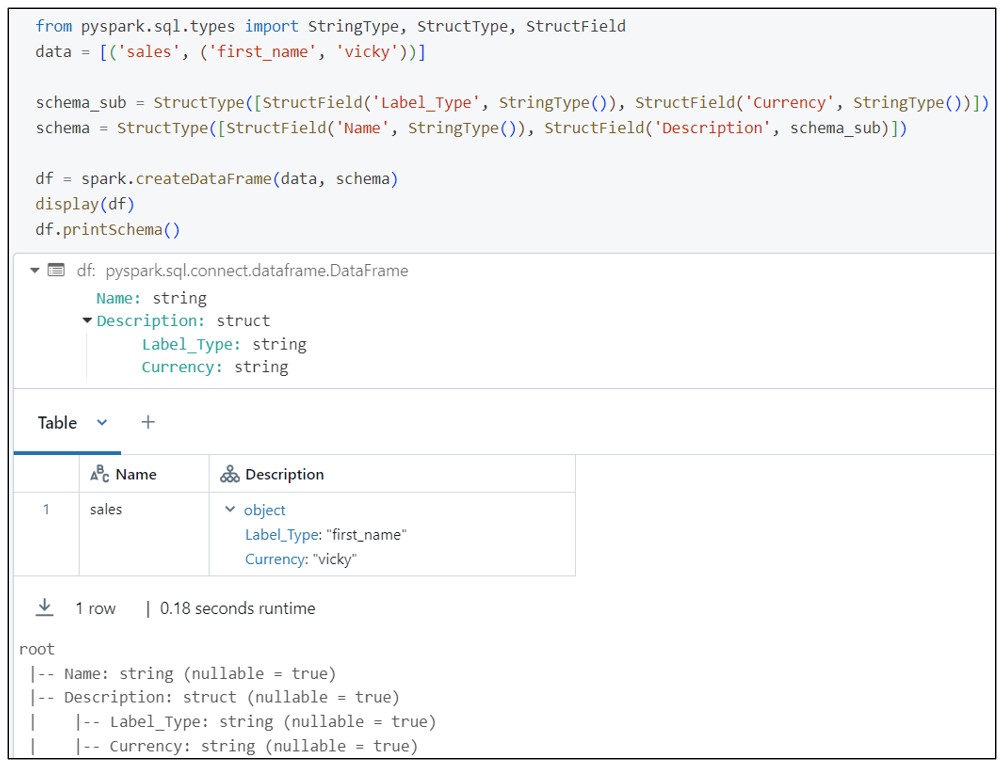 from pyspark.sql.types import StringType, StructType, StructField
data = [('sales', ('first_name', 'vicky'))]
schema_sub = StructType([StructField('Label_Type', StringType()), StructField('Currency', StringType())])
schema = StructType([StructField('Name', StringType()), StructField('Description', schema_sub)])
df = spark.createDataFrame(data, schema)
display(df)
df.printSchema()
df: pyspark.sql.connect.dataframe.DataFrame
Name: string
Description: struct
Label_Type: string
Currency: string
Table +
ABC Name Description
1 sales object
Label_Type: "first_name"
Currency: "vicky"
1 row | 0.18 seconds runtime
root
|-- Name: string (nullable = true)
|-- Description: struct (nullable = true)
| |-- Label_Type: string (nullable = true)
| |-- Currency: string (nullable = true)